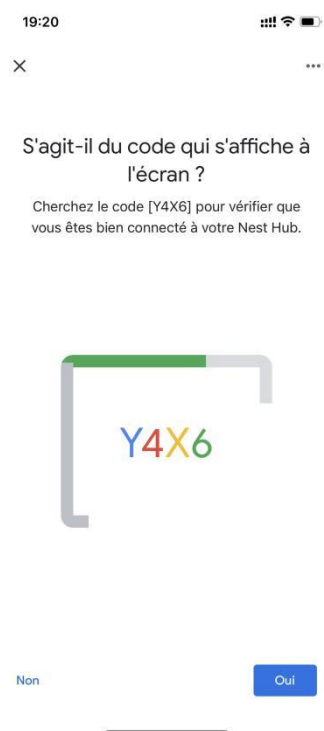 19:20
S'agit-il du code qui s'affiche à
l'écran ?
Cherchez le code [Y4X6] pour vérifier que
vous êtes bien connecté à votre Nest Hub.
Y4X6
Non
Oui